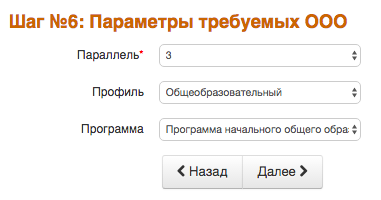 Шаг №6: Параметры требуемых ООО
Параллель* 3
Профиль Общеобразовательный
Программа Программа начального общего обра
Назад Далее